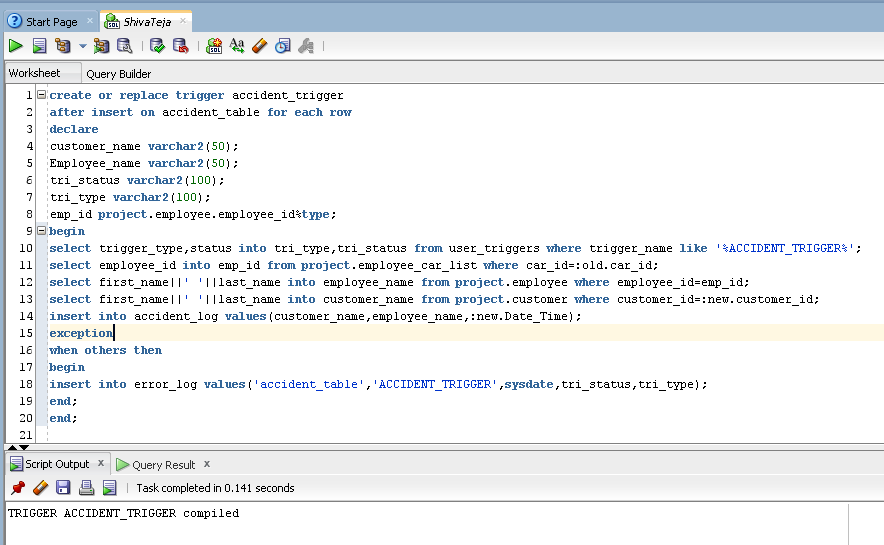 Start Page
ShivaTeja
Worksheet
Query Builder
1 create or replace trigger accident_trigger
2 after insert on accident_table for each row
3 declare
4 customer_name varchar2(50);
5 Employee_name varchar2(50);
6 tri_status varchar2(100);
7 tri_type varchar2(100);
8 emp_id project.employee.employee_id%type;
9 begin
10 select trigger_type,status into tri_type,tri_status from user_triggers where trigger_name like '%ACCIDENT_TRIGGER%';
11 select employee_id into emp_id from project.employee_car_list where car_id=:old.car_id;
12 select first_name||' '||last_name into employee_name from project.employee where employee_id=emp_id;
13 select first_name||' '||last_name into customer_name from project.customer where customer_id=:new.customer_id;
14 insert into accident_log values(customer_name,employee_name,:new.Date_Time);
15 exception
16 when others then
17 begin
18 insert into error_log values('accident_table','ACCIDENT_TRIGGER',sysdate,tri_status,tri_type);
19 end;
20 end;
21
Script Output x
Query Result x
Task completed in 0.141 seconds
TRIGGER ACCIDENT_TRIGGER compiled